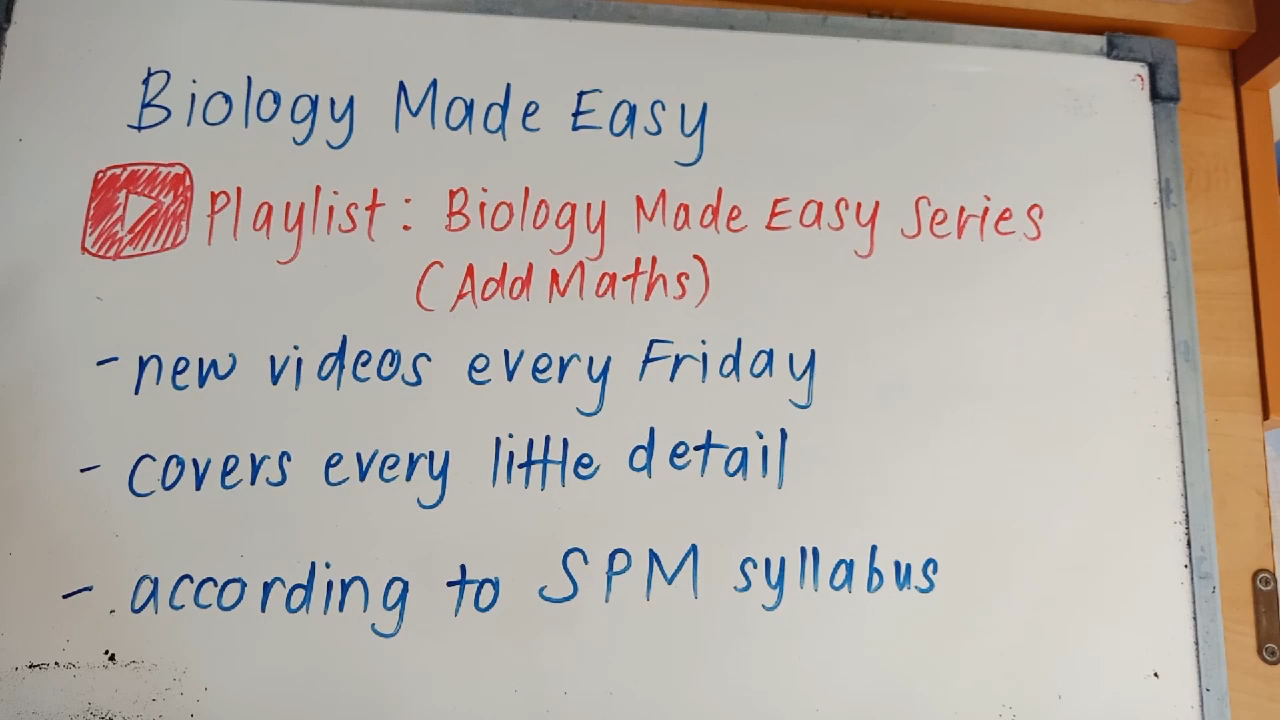 Biology Made Easy
Playlist: Biology Made Easy Series
(Add Maths)
- new videos every Friday
- covers every little detail
- according to SPM syllabus